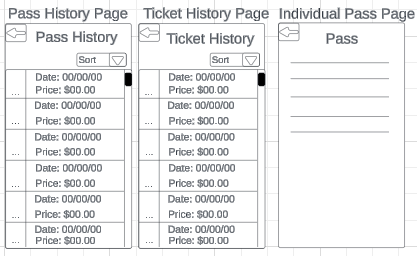 Pass History Page
Pass History
Sort
Date: 00/00/00
... Price: $00.00
Date: 00/00/00
... Price: $00.00
Date: 00/00/00
... Price: $00.00
Date: 00/00/00
... Price: $00.00
Date: 00/00/00
... Price: $00.00
Date: 00/00/00
... Price: $00.00
Ticket History Page
Ticket History
Sort
Date: 00/00/00
... Price: $00.00
Date: 00/00/00
... Price: $00.00
Date: 00/00/00
... Price: $00.00
Date: 00/00/00
... Price: $00.00
Date: 00/00/00
... Price: $00.00
Date: 00/00/00
... Price: $00.00
Individual Pass Page
Pass